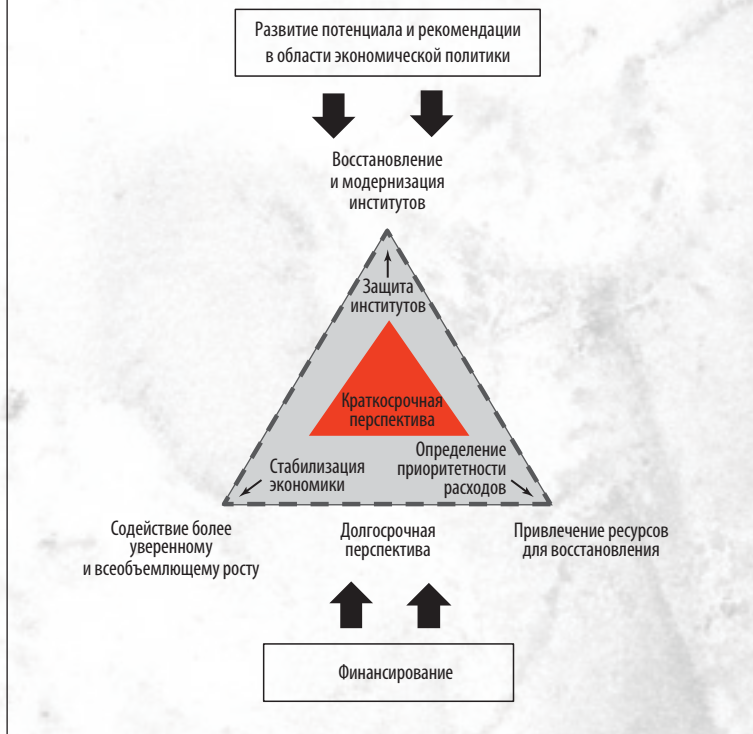 Развитие потенциала и рекомендации
в области экономической политики
Восстановление
и модернизация
институтов
Защита
институтов
Краткосрочная
перспектива
Стабилизация
экономики
Определение
приоритетности
расходов
Содействие более
уверенному
и всеобъемлющему росту
Долгосрочная
перспектива
Привлечение ресурсов
для восстановления
Финансирование